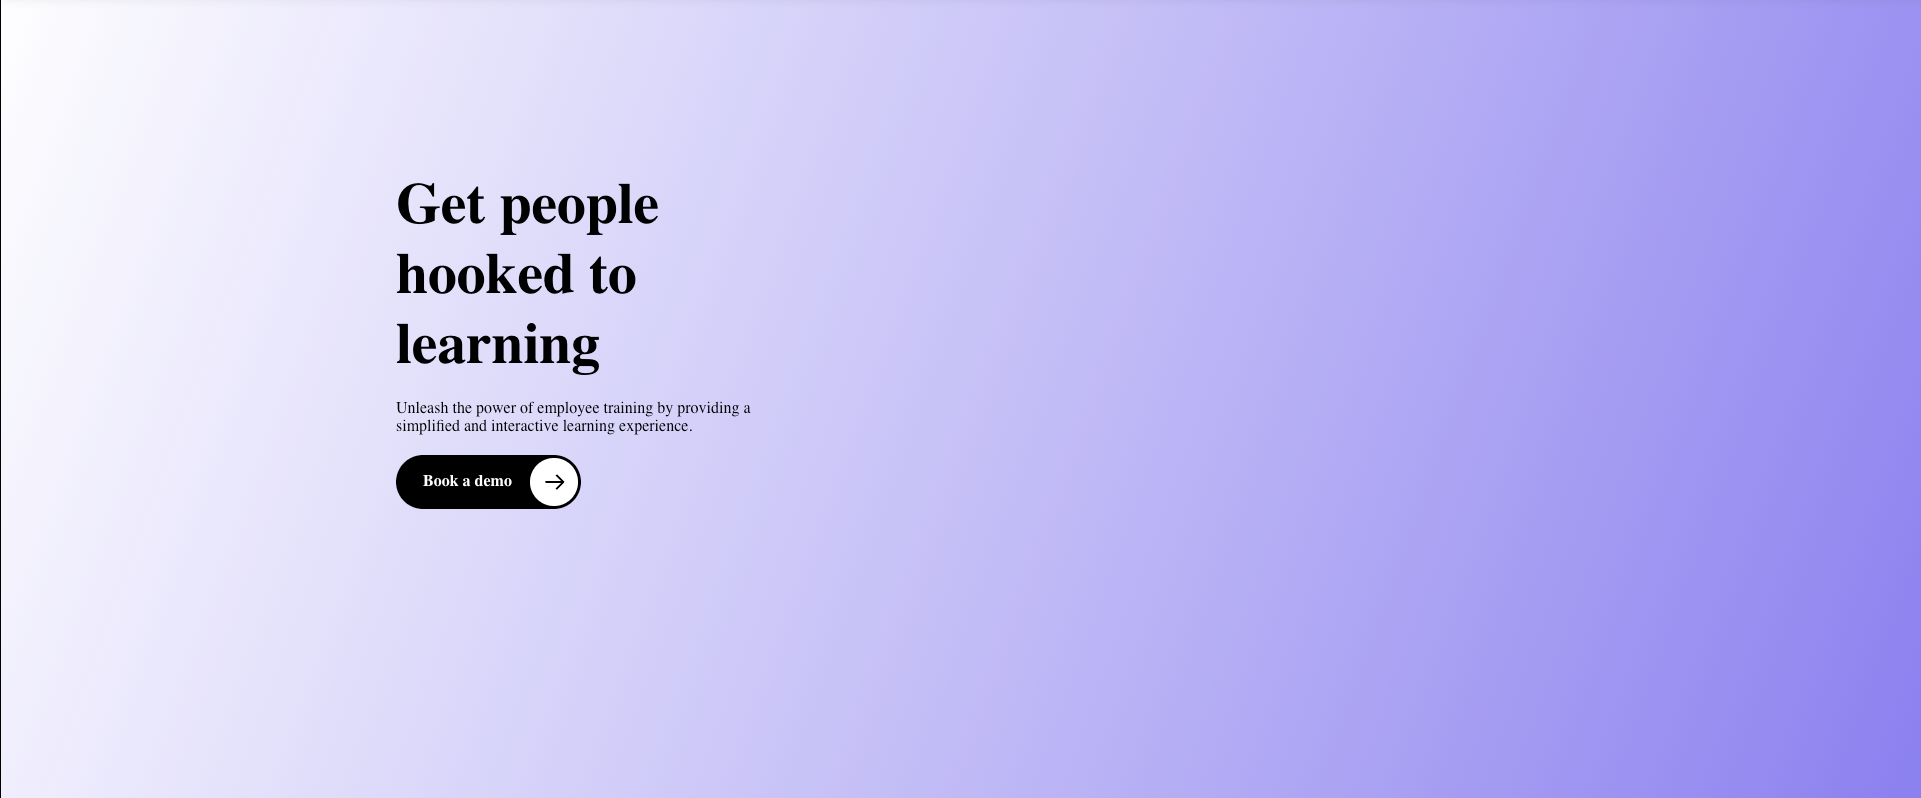 Get people
hooked to
learning
Unleash the power of employee training by providing a
simplified and interactive learning experience.
Book a demo